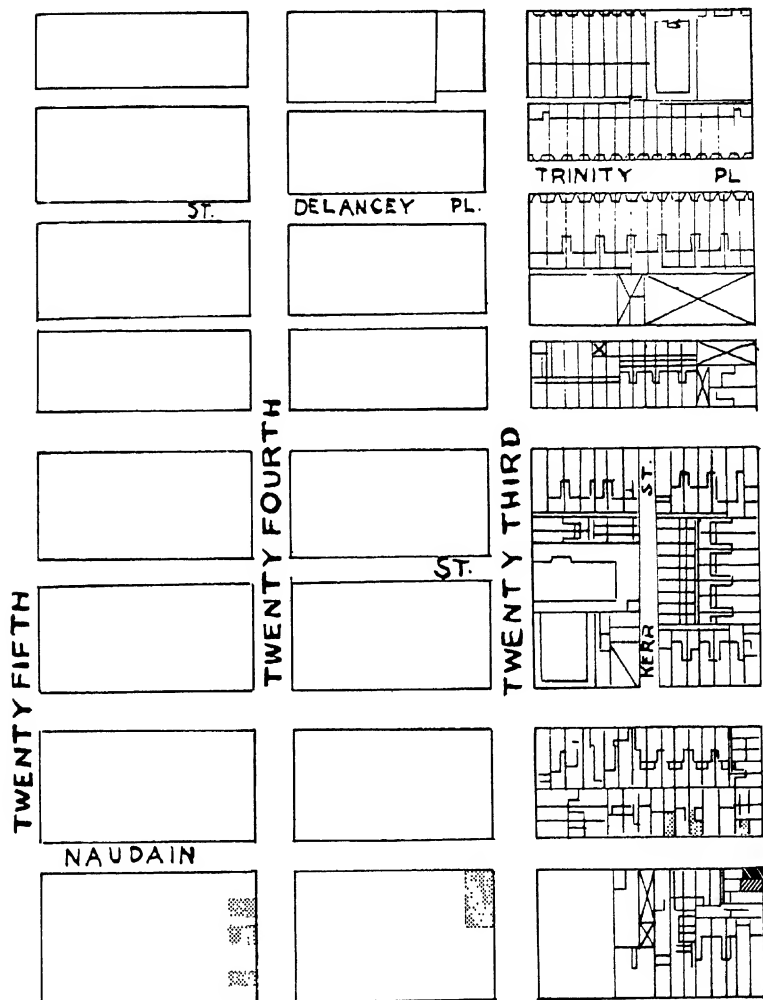 TRINITY PL
ST. DELANCEY PL.
TWENTY FIFTH
TWENTY FOURTH
TWENTY THIRD
KERR ST.
ST.
NAUDAIN